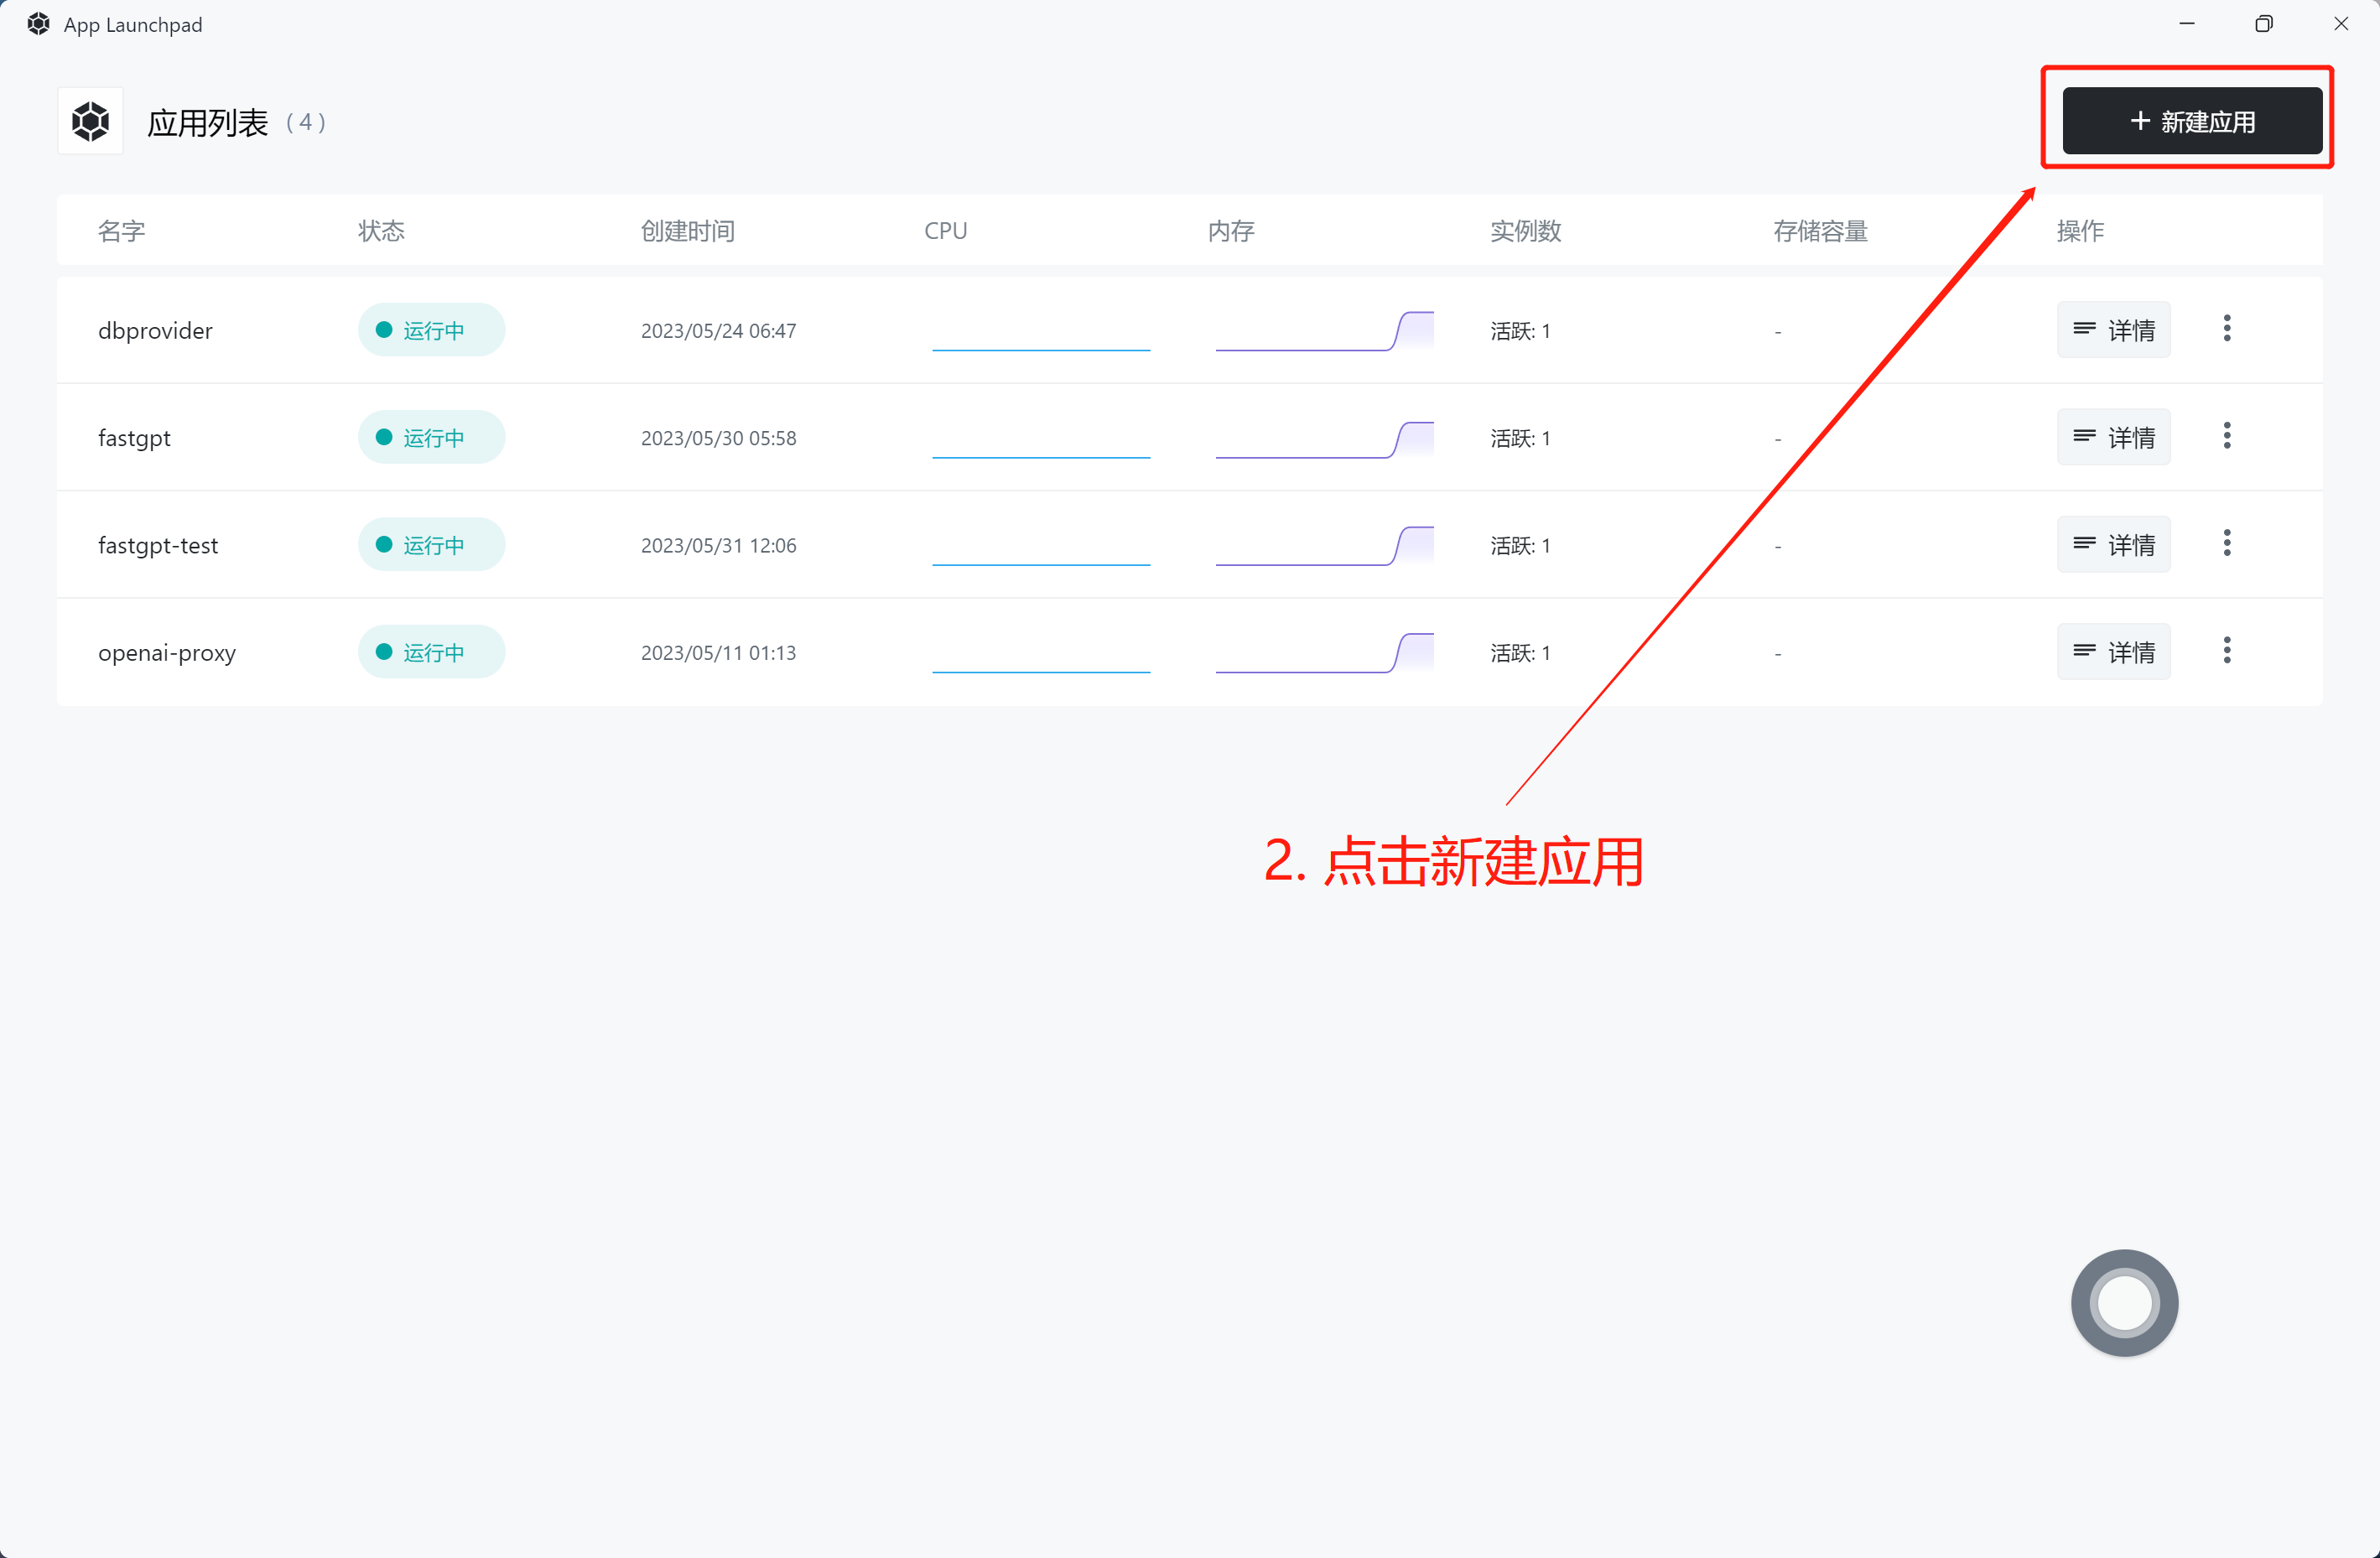 App Launchpad
应用列表 ( 4 )
+ 新建应用
名字 状态 创建时间 CPU 内存 实例数 存储容量 操作
dbprovider 运行中 2023/05/24 06:47 活跃: 1 - 详情
fastgpt 运行中 2023/05/30 05:58 活跃: 1 - 详情
fastgpt-test 运行中 2023/05/31 12:06 活跃: 1 - 详情
openai-proxy 运行中 2023/05/11 01:13 活跃: 1 - 详情
2. 点击新建应用